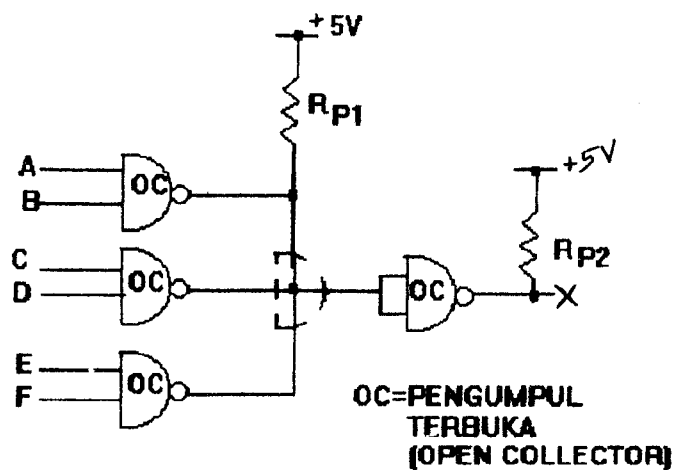 +5V
RP1
A
B
OC
+5V
RP2
C
D
OC
OC
X
E
F
OC
OC=PENGUMPUL
TERBUKA
(OPEN COLLECTOR)